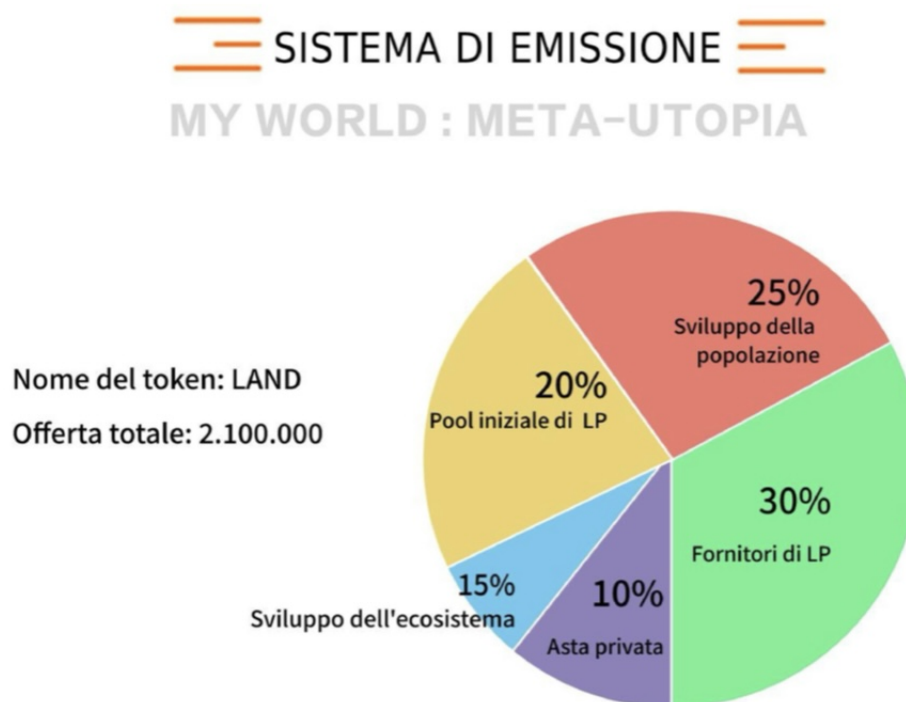 SISTEMA DI EMISSIONE
MY WORLD : META-UTOPIA
25%
Sviluppo della
popolazione
20%
Pool iniziale di LP
Nome del token: LAND
Offerta totale: 2.100.000
30%
Fornitori di LP
15%
Sviluppo dell'ecosistema
10%
Asta privata